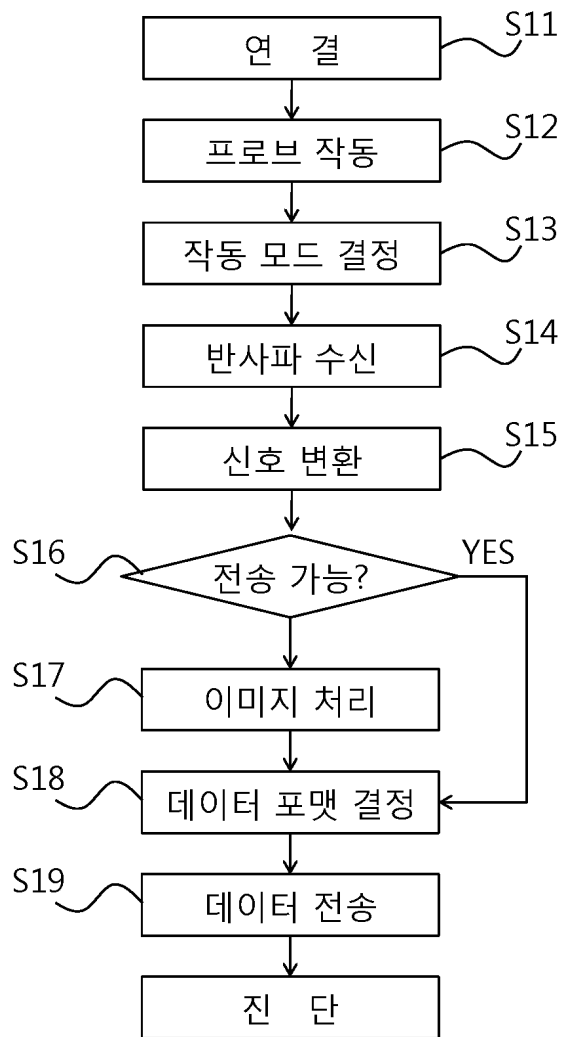 S11
연 결
S12
프로브 작동
S13
작동 모드 결정
S14
반사파 수신
S15
신호 변환
S16
전송 가능?
YES
S17
이미지 처리
S18
데이터 포맷 결정
S19
데이터 전송
진 단